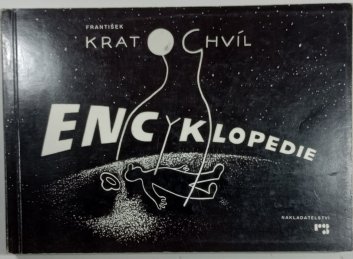 FRANTIŠEK
KRATOCHVÍL
ENCYKLOPEDIE
NAKLADATELSTVÍ